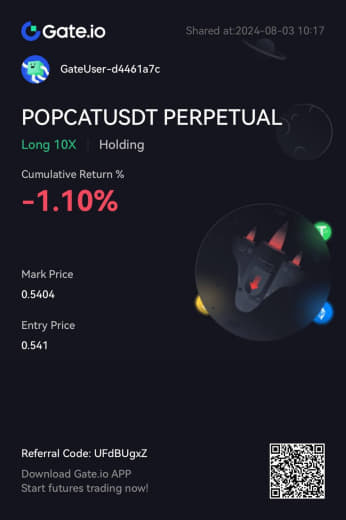 Gate.io
Shared at:2024-08-03 10:17
GateUser-d4461a7c
POPCATUSDT PERPETUAL
Long 10X | Holding
Cumulative Return %
-1.10%
Mark Price
0.5404
Entry Price
0.541
Referral Code: UFdBUgxZ
Download Gate.io APP
Start futures trading now!